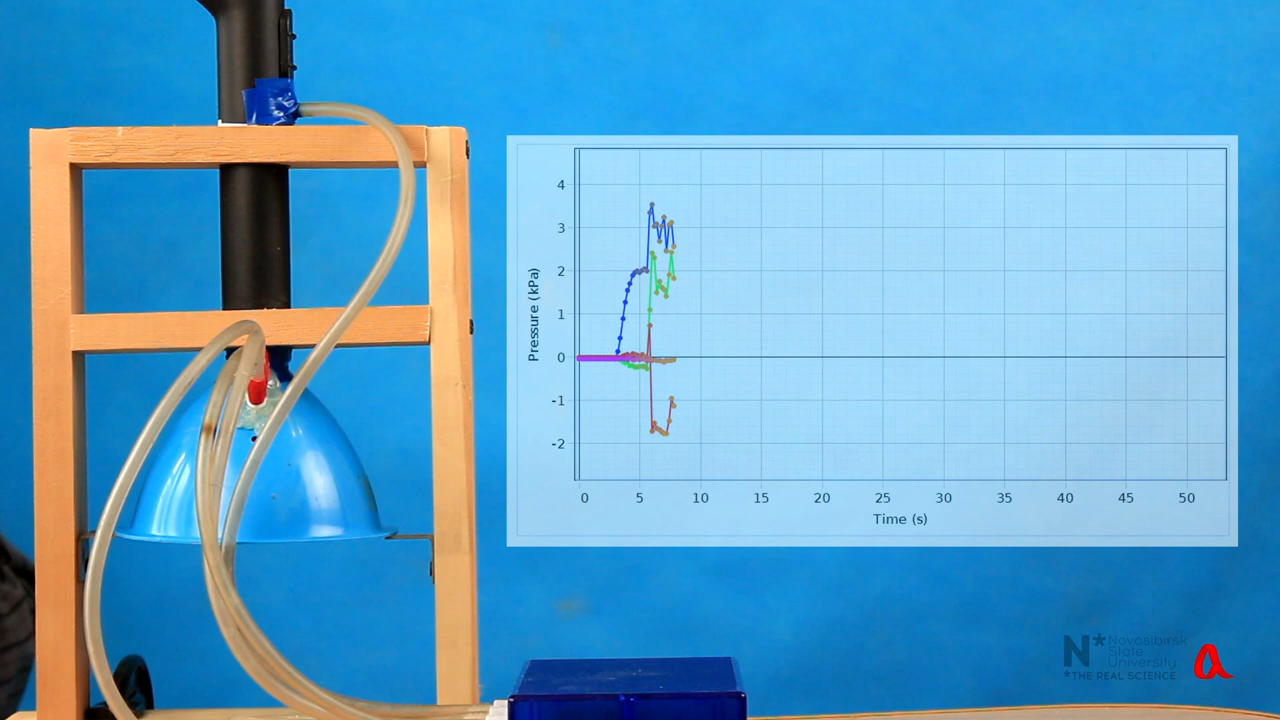 4
3
2
1
0
-1
-2
Pressure (kPa)
0 5 10 15 20 25 30 35 40 45 50
Time (s)
N* Novosibirsk
State
University
*THE REAL SCIENCE